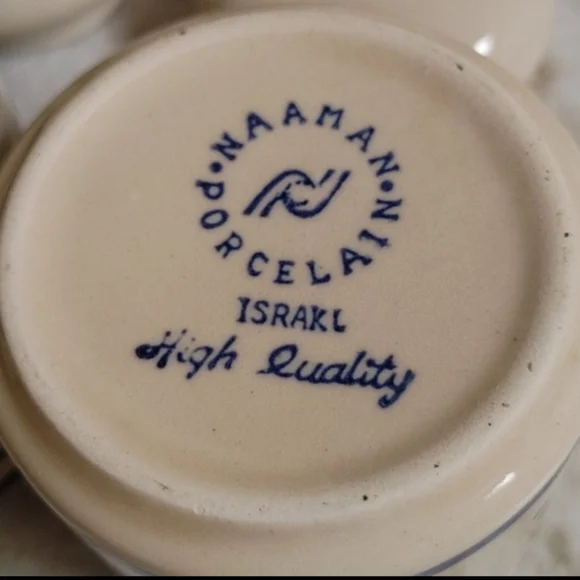 NAAMAN
PORCELAIN
ISRAEL
High Quality